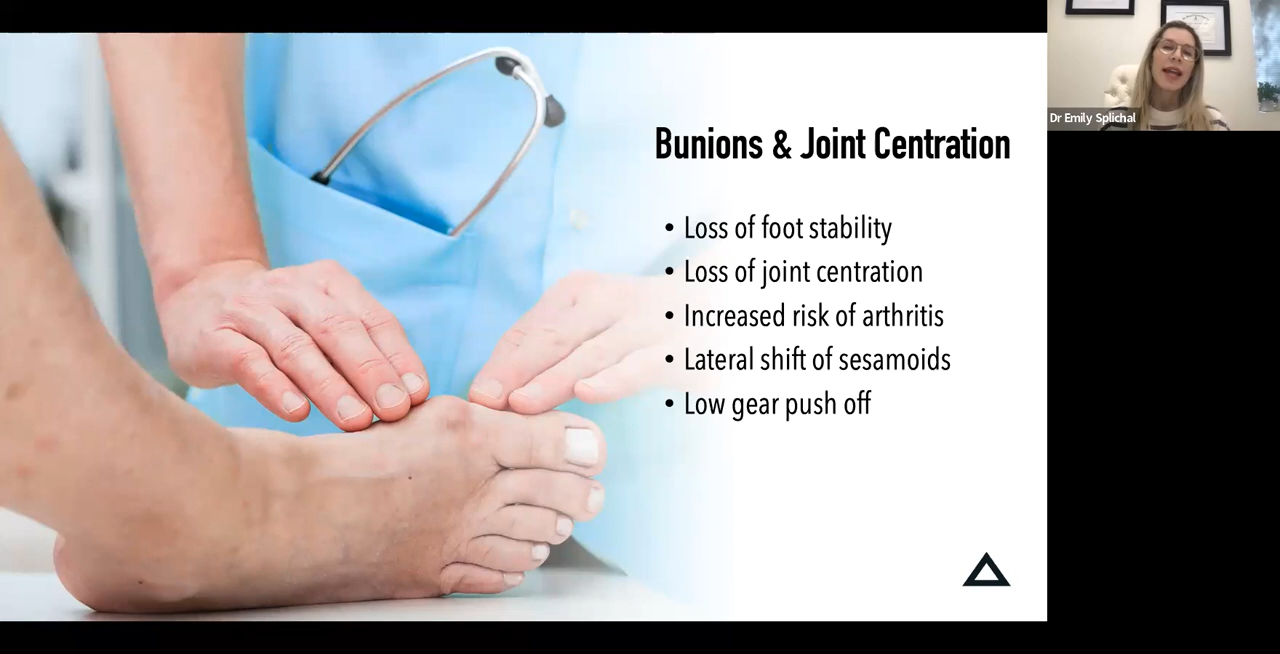 Dr Emily Splichal
Bunions & Joint Centration
• Loss of foot stability
• Loss of joint centration
• Increased risk of arthritis
• Lateral shift of sesamoids
• Low gear push off